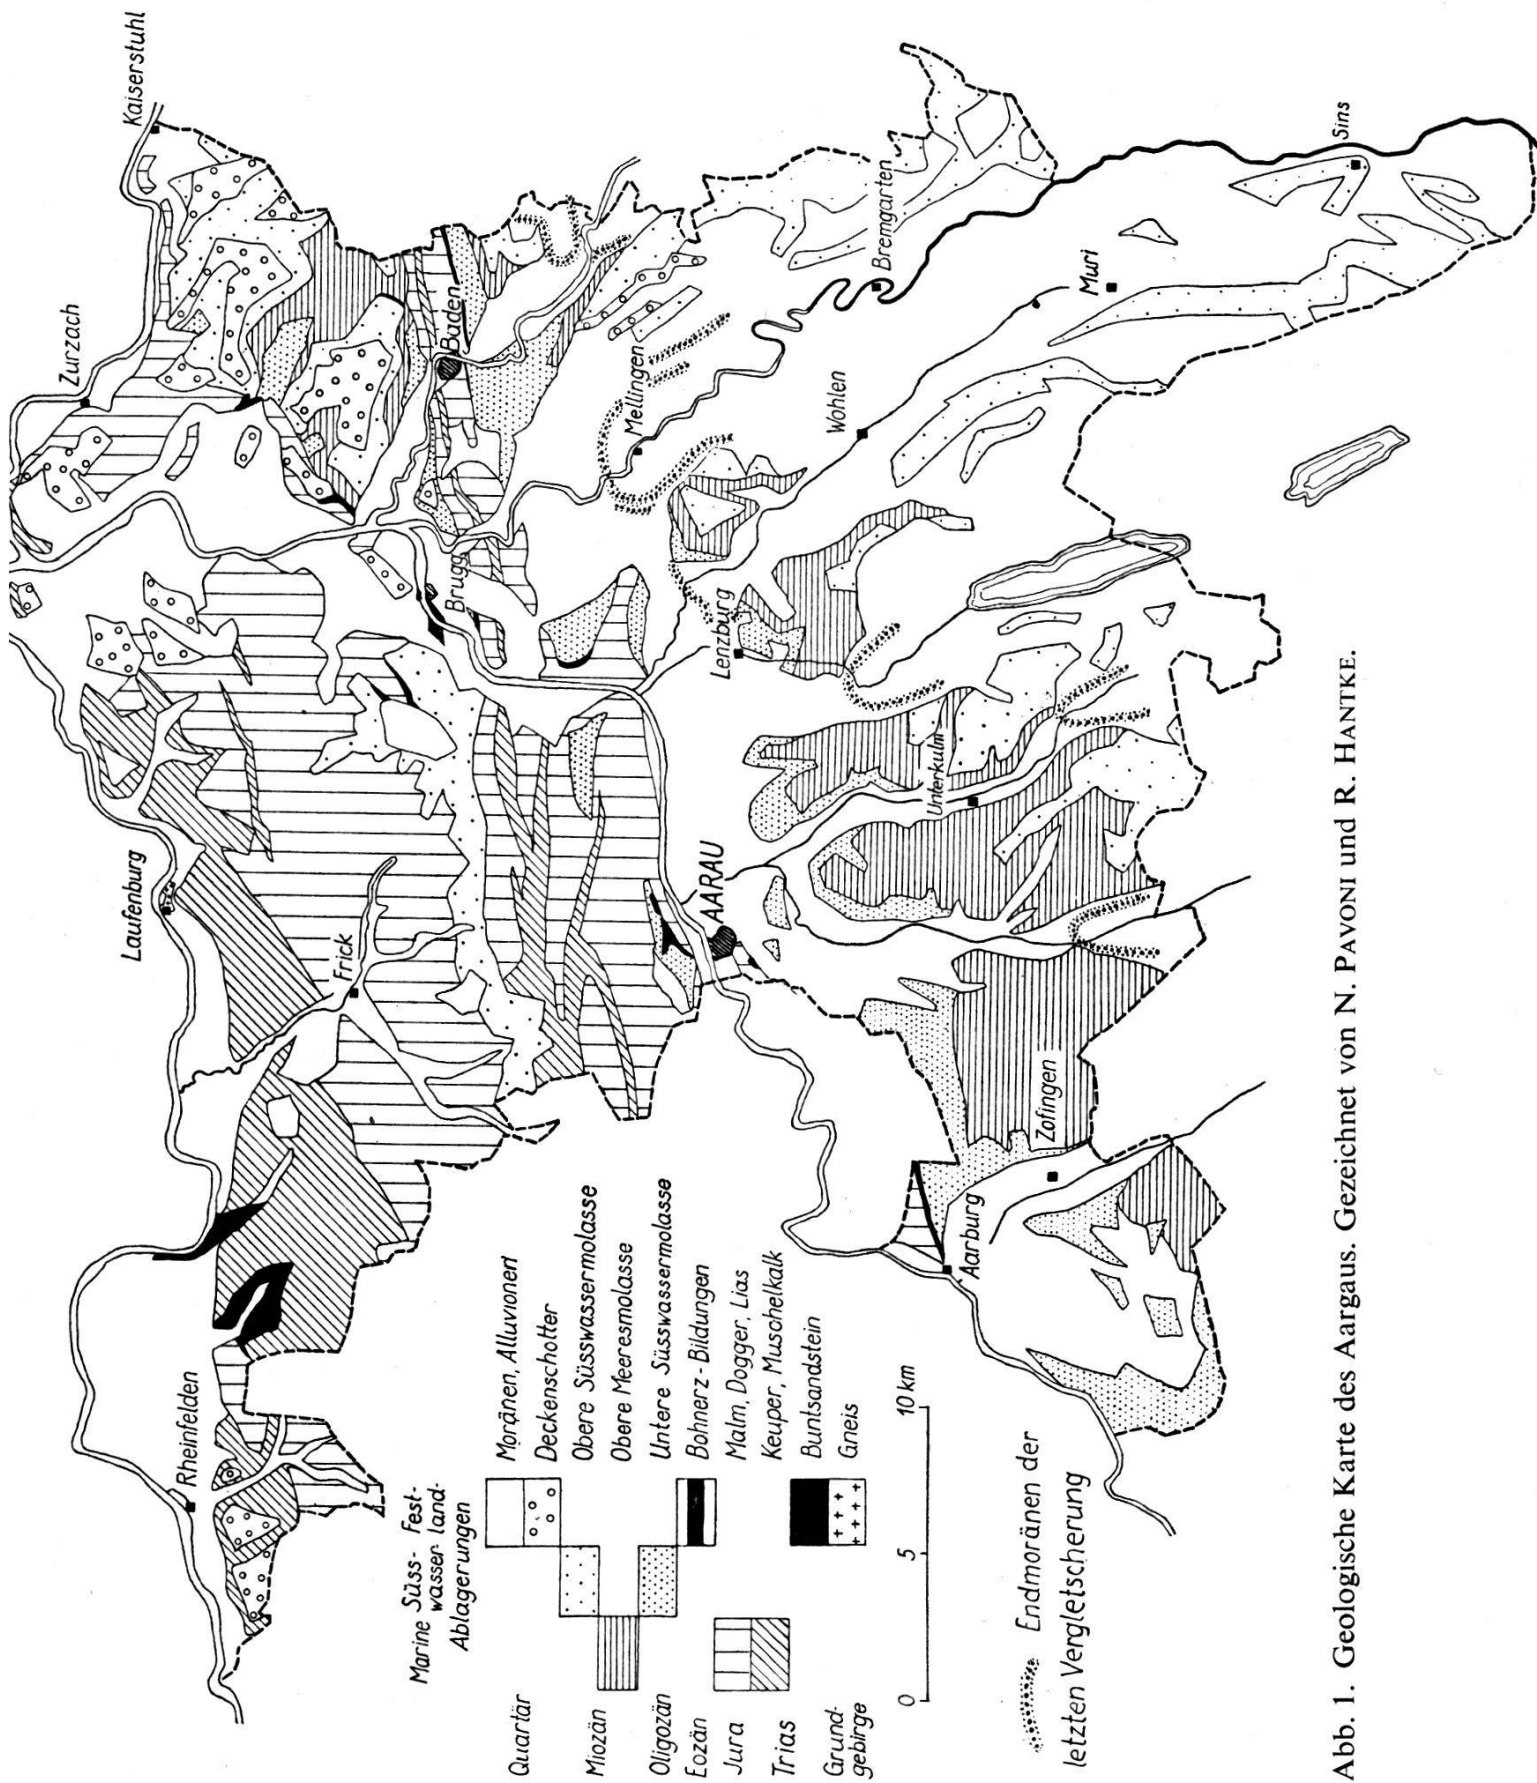 Kaiserstuhl
Zurzach
Laufenburg
Rheinfelden
Frick
Baden
Brugg
Mellingen
Bremgarten
Sins
Muri
Wohlen
Lenzburg
AARAU
Unterkulm
Zofingen
Aarburg
Marine Süss- Fest-
wasser- land-
Ablagerungen
Quartär
Moränen, Alluvionen
Deckenschotter
Miozän
Obere Süsswassermolasse
Obere Meeresmolasse
Oligozän
Untere Süsswassermolasse
Eozän
Bohnerz-Bildungen
Jura
Malm, Dogger, Lias
Trias
Keuper, Muschelkalk
Buntsandstein
Grund-
gebirge
Gneis
0 5 10 km
Endmoränen der
letzten Vergletscherung
Abb. 1. Geologische Karte des Aargaus. Gezeichnet von N. PAVONI und R. HANTKE.